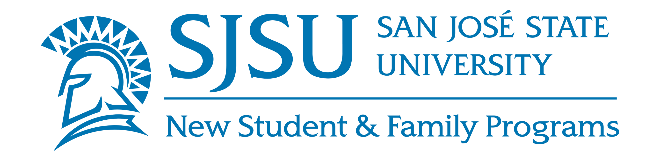 SJSU
SAN JOSÉ STATE
UNIVERSITY
New Student & Family Programs